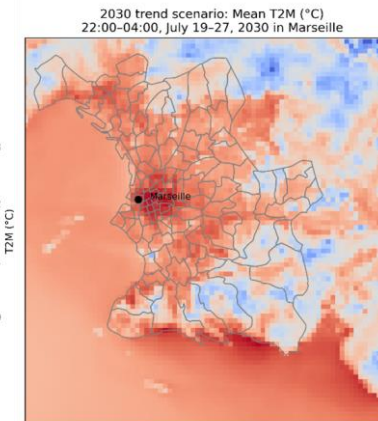 2030 trend scenario: Mean T2M (°C)
22:00–04:00, July 19–27, 2030 in Marseille
T2M (°C)
Marseille